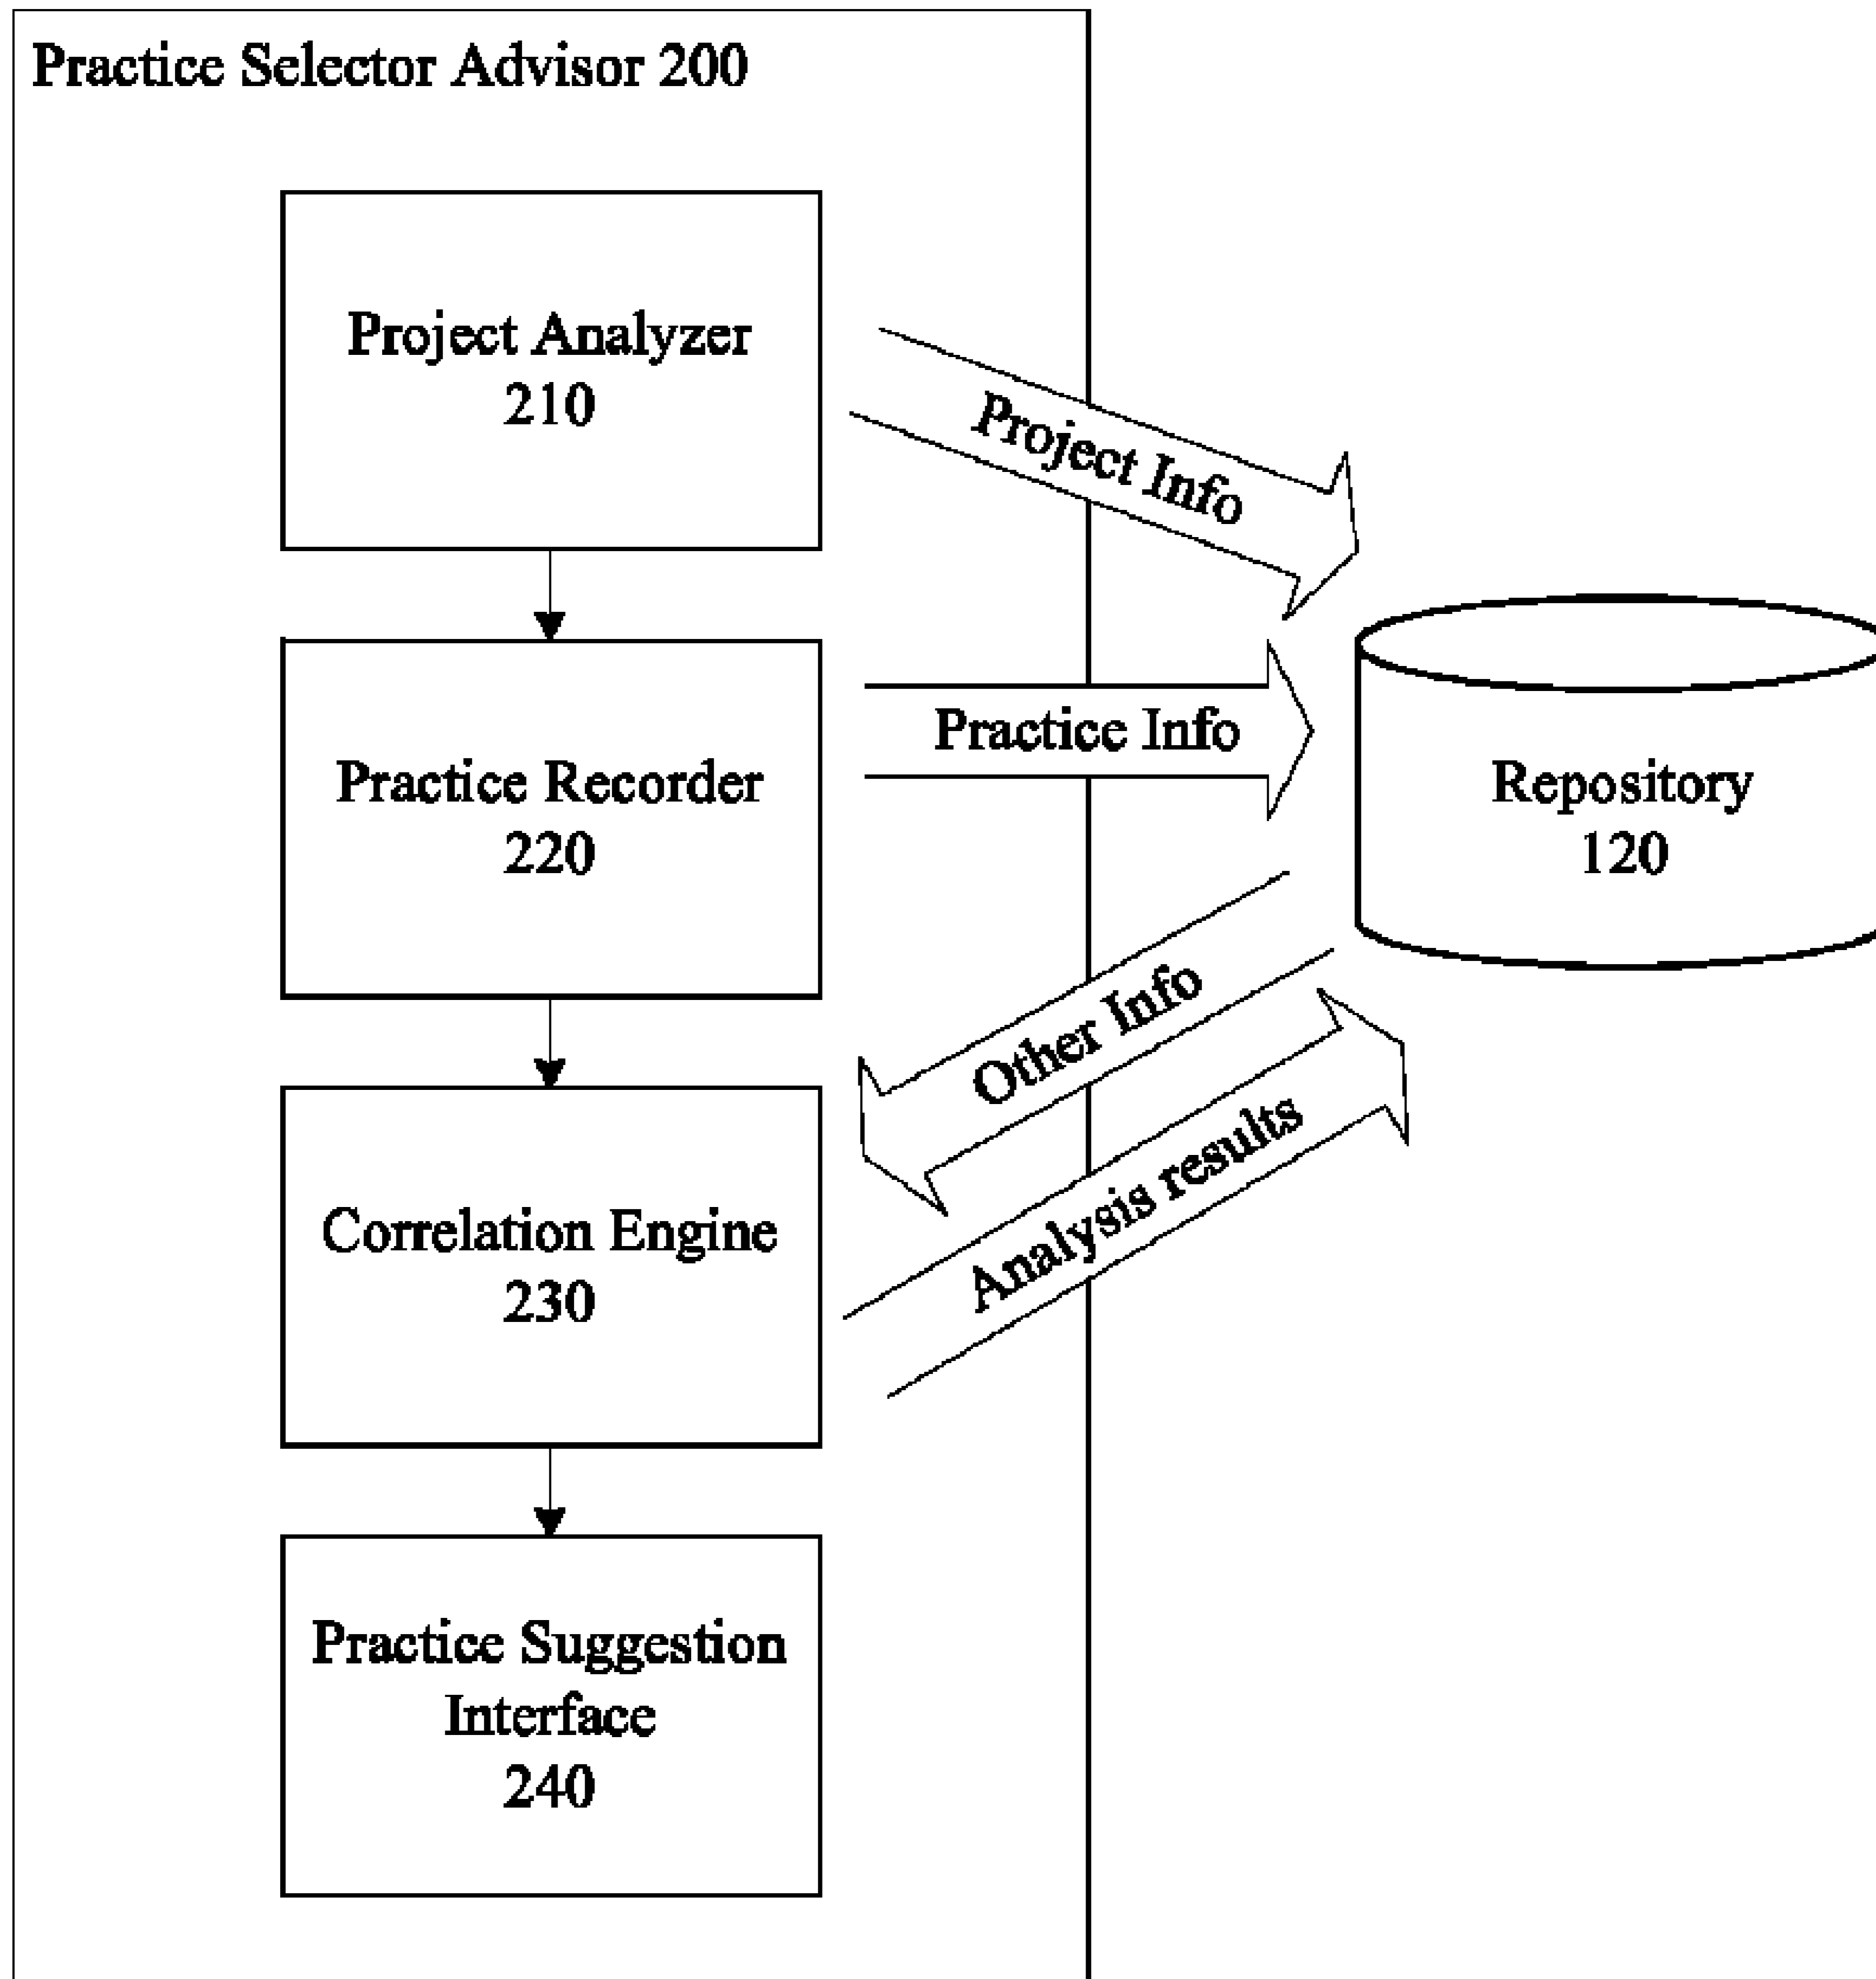 Practice Selector Advisor 200
Project Analyzer
210
Project Info
Practice Recorder
220
Practice Info
Repository
120
Other Info
Analysis results
Correlation Engine
230
Practice Suggestion
Interface
240